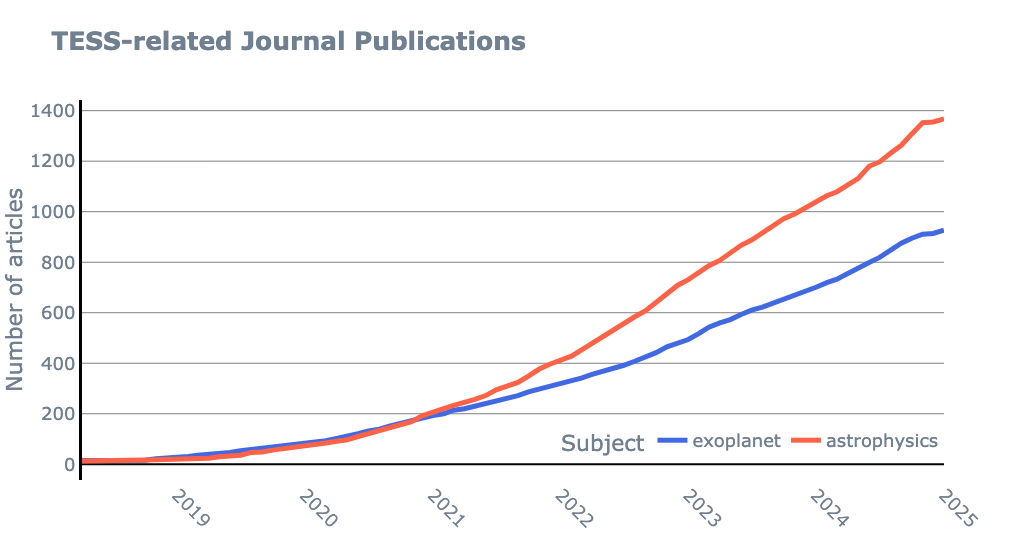 TESS-related Journal Publications
Number of articles
1400
1200
1000
800
600
400
200
0
Subject exoplanet astrophysics
2019 2020 2021 2022 2023 2024 2025